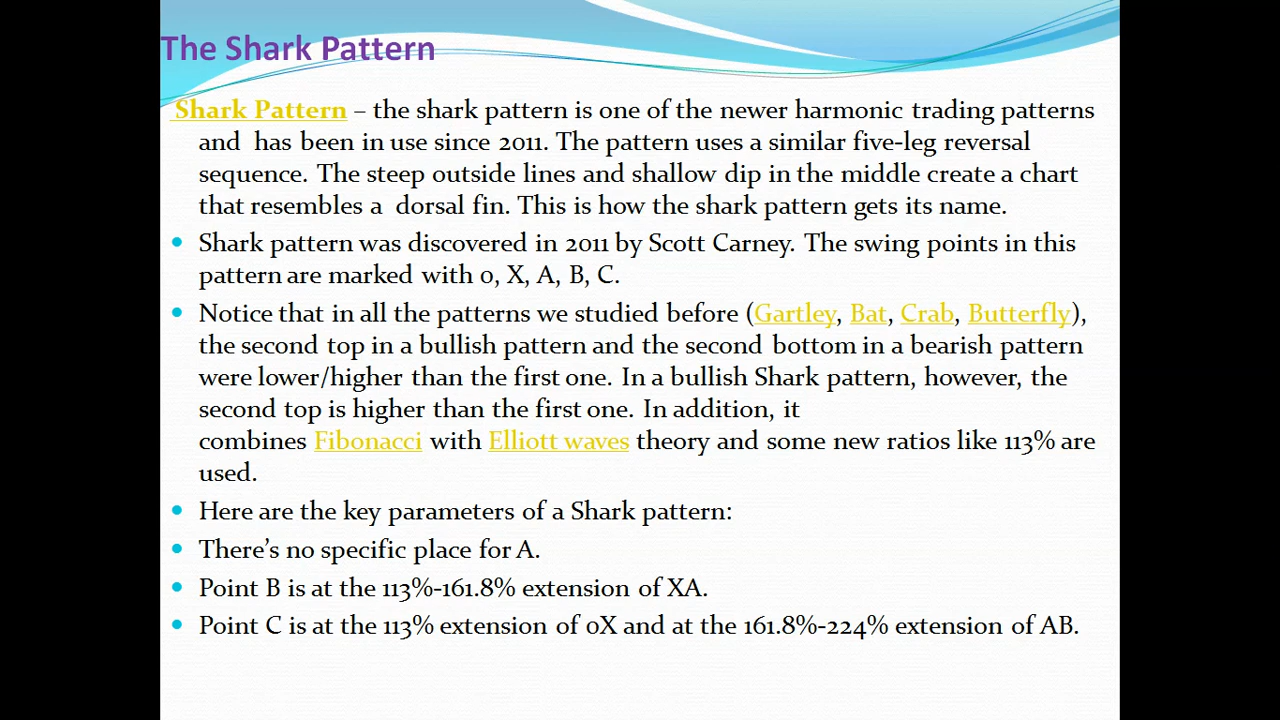 The Shark Pattern
Shark Pattern – the shark pattern is one of the newer harmonic trading patterns
and has been in use since 2011. The pattern uses a similar five-leg reversal
sequence. The steep outside lines and shallow dip in the middle create a chart
that resembles a dorsal fin. This is how the shark pattern gets its name.
Shark pattern was discovered in 2011 by Scott Carney. The swing points in this
pattern are marked with 0, X, A, B, C.
Notice that in all the patterns we studied before (Gartley, Bat, Crab, Butterfly),
the second top in a bullish pattern and the second bottom in a bearish pattern
were lower/higher than the first one. In a bullish Shark pattern, however, the
second top is higher than the first one. In addition, it
combines Fibonacci with Elliott waves theory and some new ratios like 113% are
used.
Here are the key parameters of a Shark pattern:
There’s no specific place for A.
Point B is at the 113%-161.8% extension of XA.
Point C is at the 113% extension of 0X and at the 161.8%-224% extension of AB.